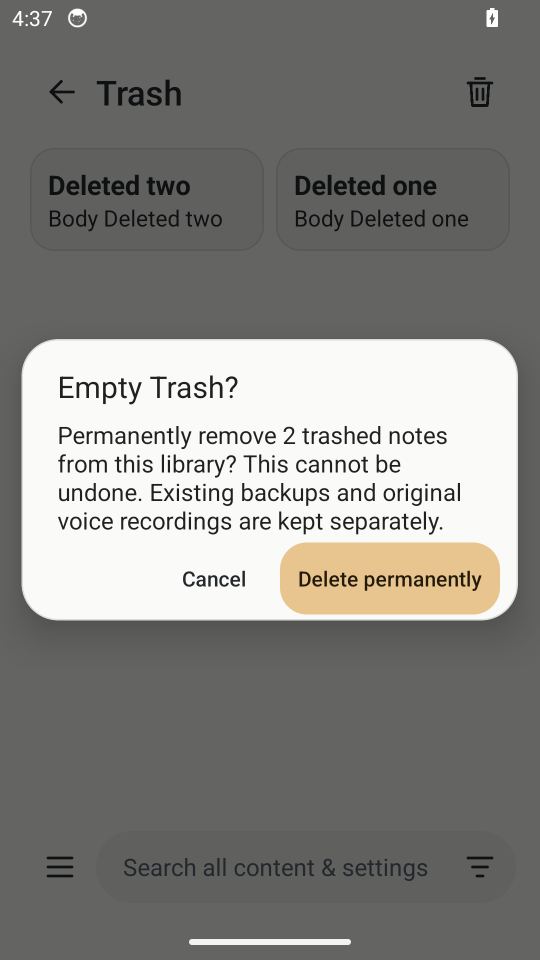 4:37
Trash
Deleted two
Body Deleted two
Deleted one
Body Deleted one
Empty Trash?
Permanently remove 2 trashed notes
from this library? This cannot be
undone. Existing backups and original
voice recordings are kept separately.
Cancel
Delete permanently
Search all content & settings